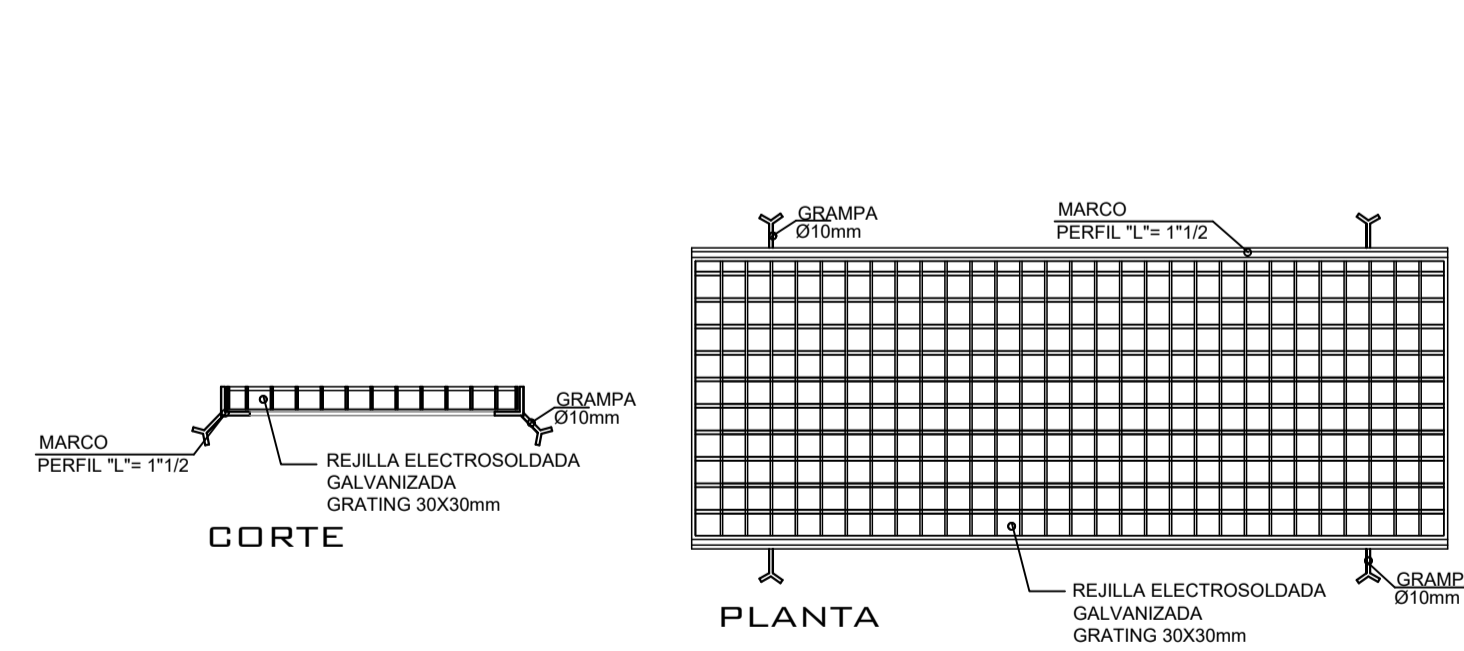 GRAMPA
Ø10mm
MARCO
PERFIL "L"= 1"1/2
GRAMPA
Ø10mm
MARCO
PERFIL "L"= 1"1/2
REJILLA ELECTROSOLDADA
GALVANIZADA
GRATING 30X30mm
CORTE
GRAMP
Ø10mm
REJILLA ELECTROSOLDADA
GALVANIZADA
GRATING 30X30mm
PLANTA